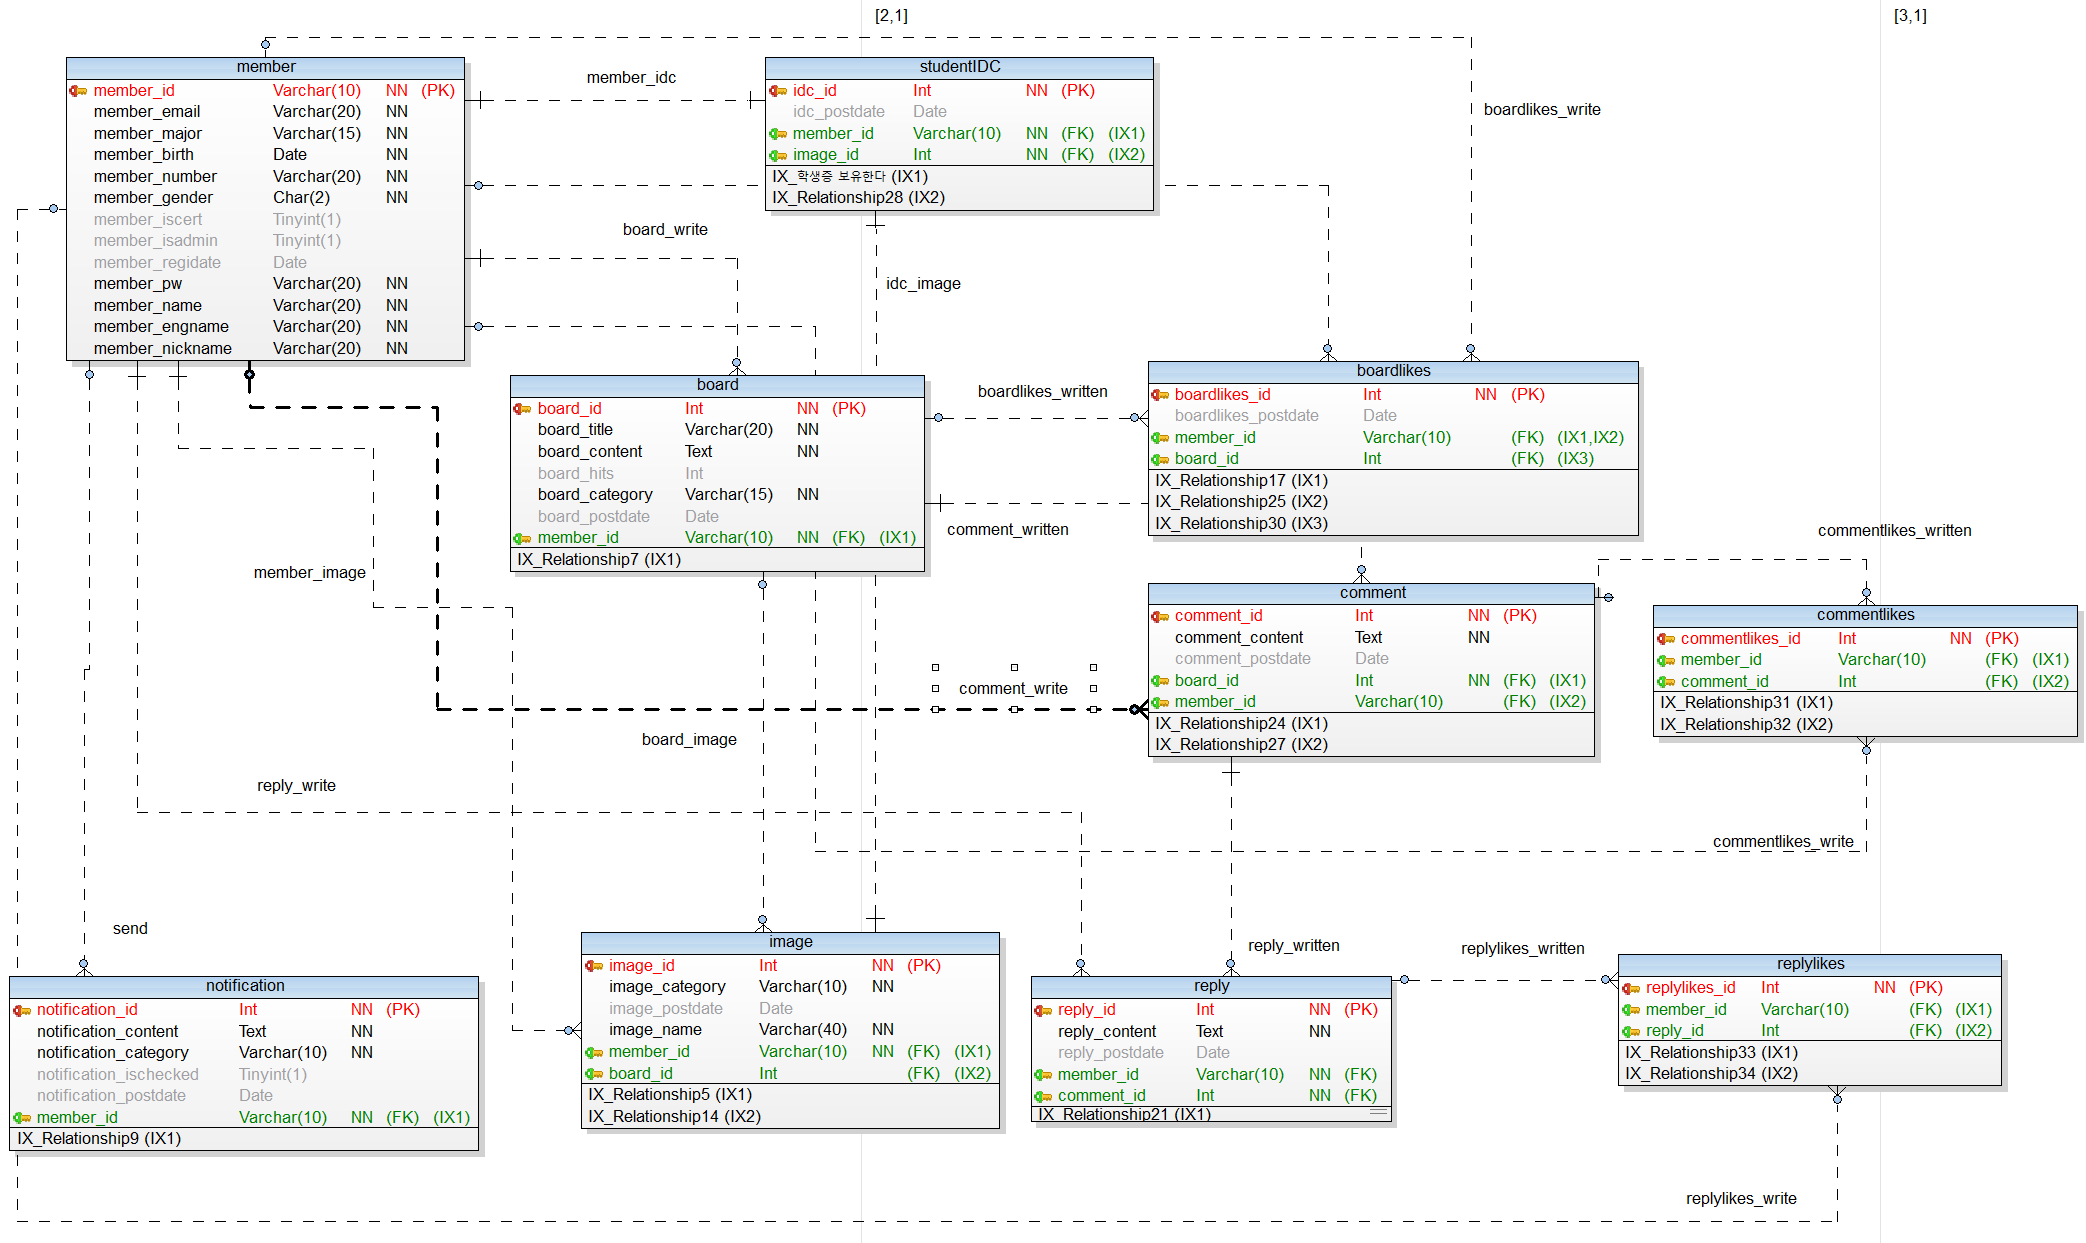 [2,1]
[3,1]
member
member_id Varchar(10) NN (PK)
member_email Varchar(20) NN
member_major Varchar(15) NN
member_birth Date NN
member_number Varchar(20) NN
member_gender Char(2) NN
member_iscert Tinyint(1)
member_isadmin Tinyint(1)
member_regidate Date
member_pw Varchar(20) NN
member_name Varchar(20) NN
member_engname Varchar(20) NN
member_nickname Varchar(20) NN
member_idc
studentIDC
idc_id Int NN (PK)
idc_postdate Date
member_id Varchar(10) NN (FK) (IX1)
image_id Int NN (FK) (IX2)
IX_학생증 보유한다 (IX1)
IX_Relationship28 (IX2)
boardlikes_write
board_write
idc_image
board
board_id Int NN (PK)
board_title Varchar(20) NN
board_content Text NN
board_hits Int
board_category Varchar(15) NN
board_postdate Date
member_id Varchar(10) NN (FK) (IX1)
IX_Relationship7 (IX1)
boardlikes_written
comment_written
boardlikes
boardlikes_id Int NN (PK)
boardlikes_postdate Date
member_id Varchar(10) (FK) (IX1,IX2)
board_id Int (FK) (IX3)
IX_Relationship17 (IX1)
IX_Relationship25 (IX2)
IX_Relationship30 (IX3)
commentlikes_written
member_image
comment
comment_id Int NN (PK)
comment_content Text NN
comment_postdate Date
board_id Int NN (FK) (IX1)
member_id Varchar(10) (FK) (IX2)
IX_Relationship24 (IX1)
IX_Relationship27 (IX2)
commentlikes
commentlikes_id Int NN (PK)
member_id Varchar(10) (FK) (IX1)
comment_id Int (FK) (IX2)
IX_Relationship31 (IX1)
IX_Relationship32 (IX2)
comment_write
board_image
reply_write
commentlikes_write
send
reply_written
replylikes_written
notification
notification_id Int NN (PK)
notification_content Text NN
notification_category Varchar(10) NN
notification_ischecked Tinyint(1)
notification_postdate Date
member_id Varchar(10) NN (FK) (IX1)
IX_Relationship9 (IX1)
image
image_id Int NN (PK)
image_category Varchar(10) NN
image_postdate Date
image_name Varchar(40) NN
member_id Varchar(10) NN (FK) (IX1)
board_id Int (FK) (IX2)
IX_Relationship5 (IX1)
IX_Relationship14 (IX2)
reply
reply_id Int NN (PK)
reply_content Text NN
reply_postdate Date
member_id Varchar(10) NN (FK)
comment_id Int NN (FK)
IX_Relationship21 (IX1)
replylikes
replylikes_id Int NN (PK)
member_id Varchar(10) (FK) (IX1)
reply_id Int (FK) (IX2)
IX_Relationship33 (IX1)
IX_Relationship34 (IX2)
replylikes_write